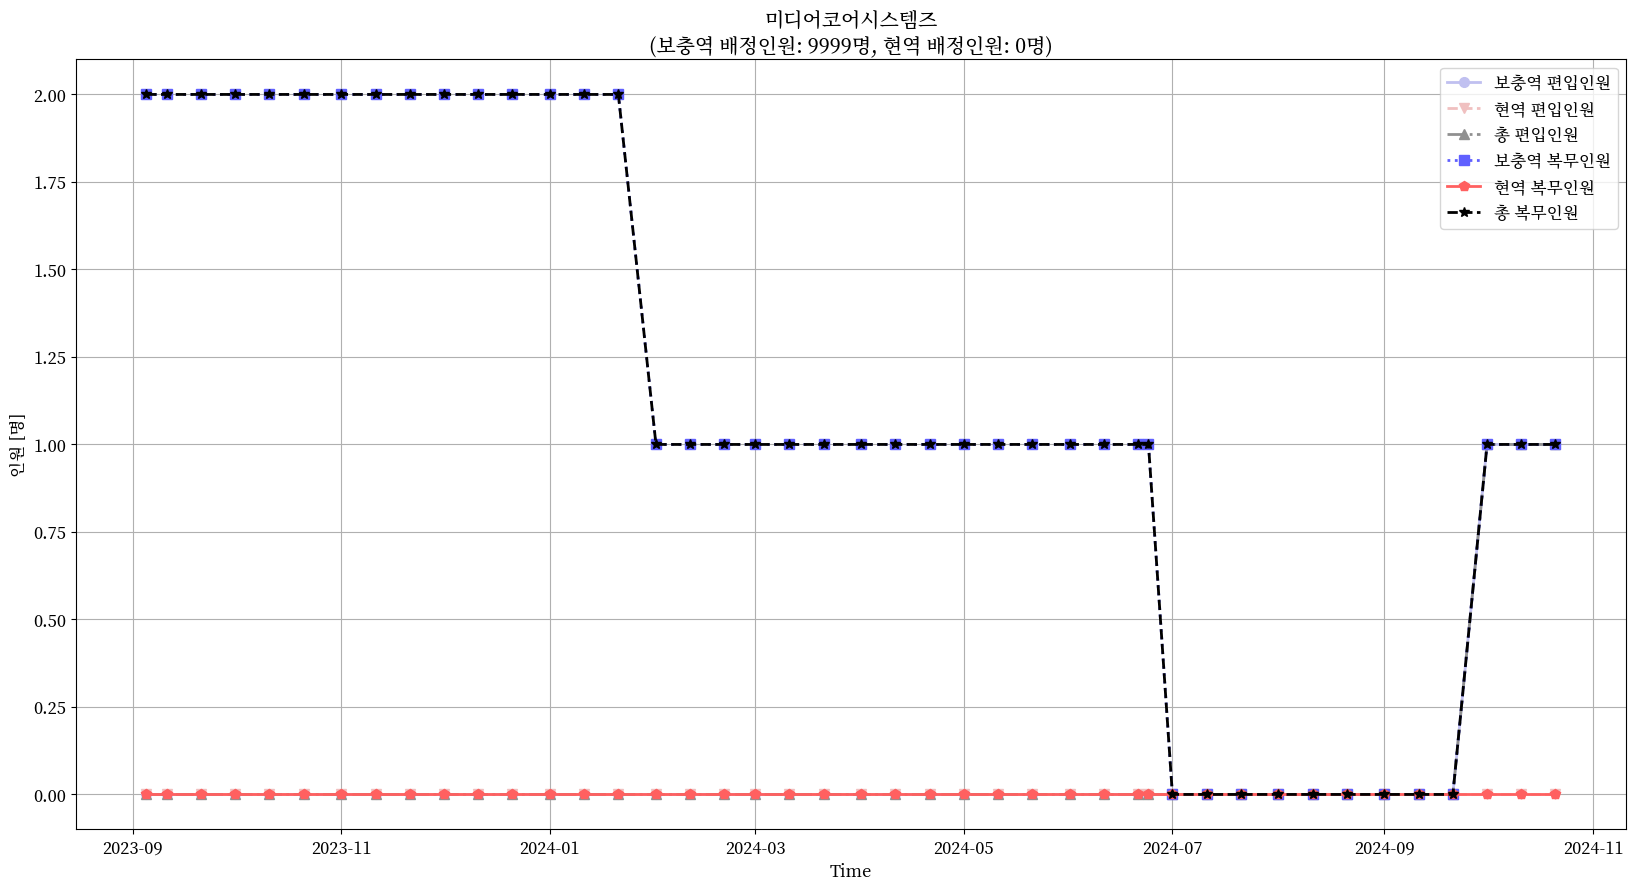 미디어코어시스템즈
(보충역 배정인원: 9999명, 현역 배정인원: 0명)
보충역 편입인원
현역 편입인원
총 편입인원
보충역 복무인원
현역 복무인원
총 복무인원
2.00
1.75
1.50
1.25
1.00
0.75
0.50
0.25
0.00
인원 [명]
2023-09
2023-11
2024-01
2024-03
2024-05
2024-07
2024-09
2024-11
Time